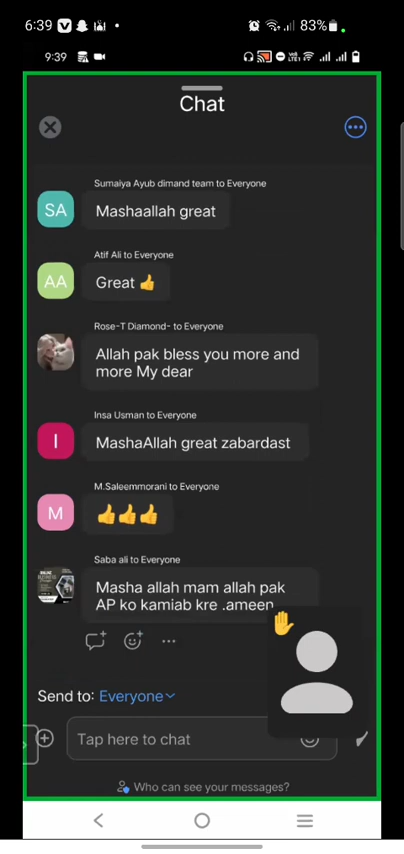 6:39
83%
9:39
Chat
Sumaiya Ayub dimand team to Everyone
SA
Mashaallah great
Atif Ali to Everyone
AA
Great 👍
Rose-T Diamond- to Everyone
Allah pak bless you more and
more My dear
Insa Usman to Everyone
I
MashaAllah great zabardast
M.Saleemmorani to Everyone
M
👍👍👍
Saba ali to Everyone
Masha allah mam allah pak
AP ko kamiab kre .ameen
Send to: Everyone
Tap here to chat
Who can see your messages?